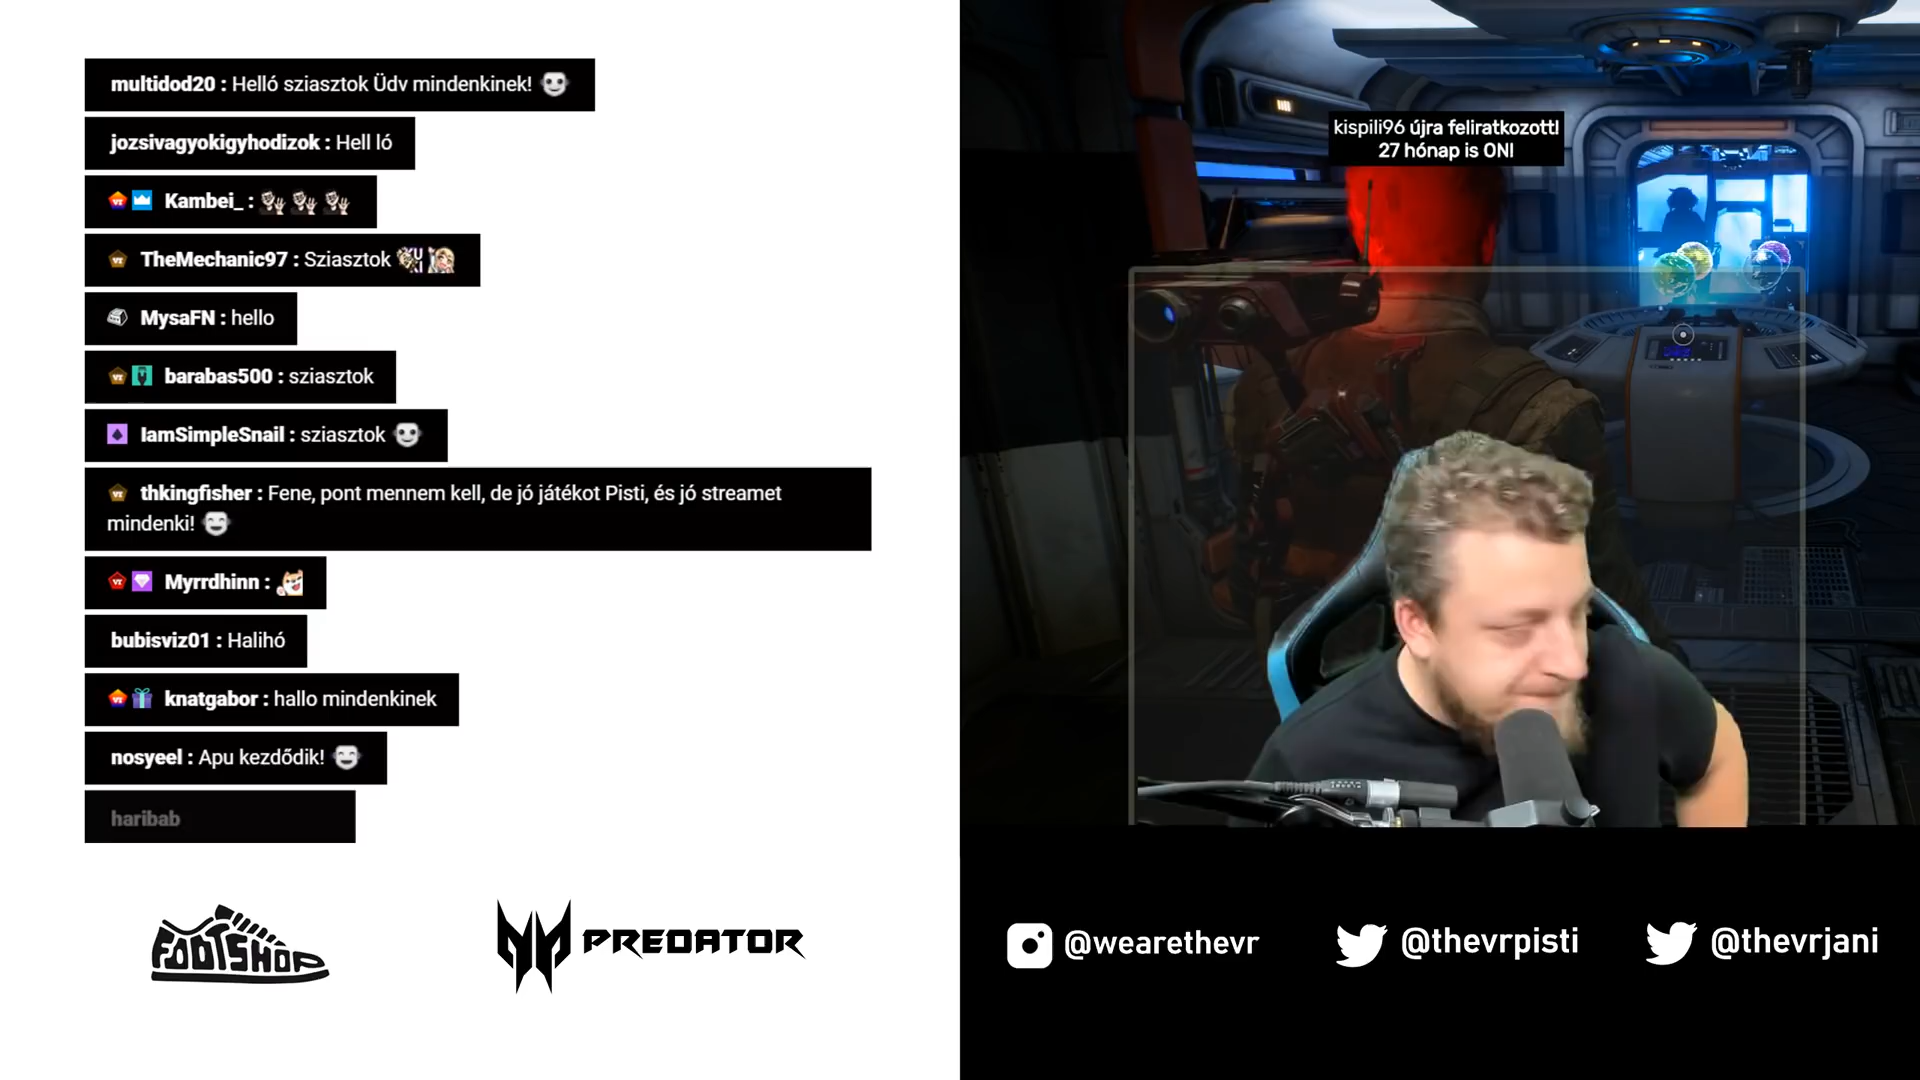 multidod20 : Helló sziasztok Üdv mindenkinek!
jozsivagyokigyhodizok : Hell ló
Kambei_ :
TheMechanic97 : Sziasztok
MysaFN : hello
barabas500 : sziasztok
IamSimpleSnail : sziasztok
thkingfisher : Fene, pont mennem kell, de jó játékot Pisti, és jó streamet
mindenki!
Myrrdhinn :
bubisviz01 : Halihó
knatgabor : hallo mindenkinek
nosyeel : Apu kezdődik!
haribab
FOOTSHOP
PREDATOR
kispili96 újra feliratkozott!
27 hónap is ON!
@wearethevr
@thevrpisti
@thevrjani